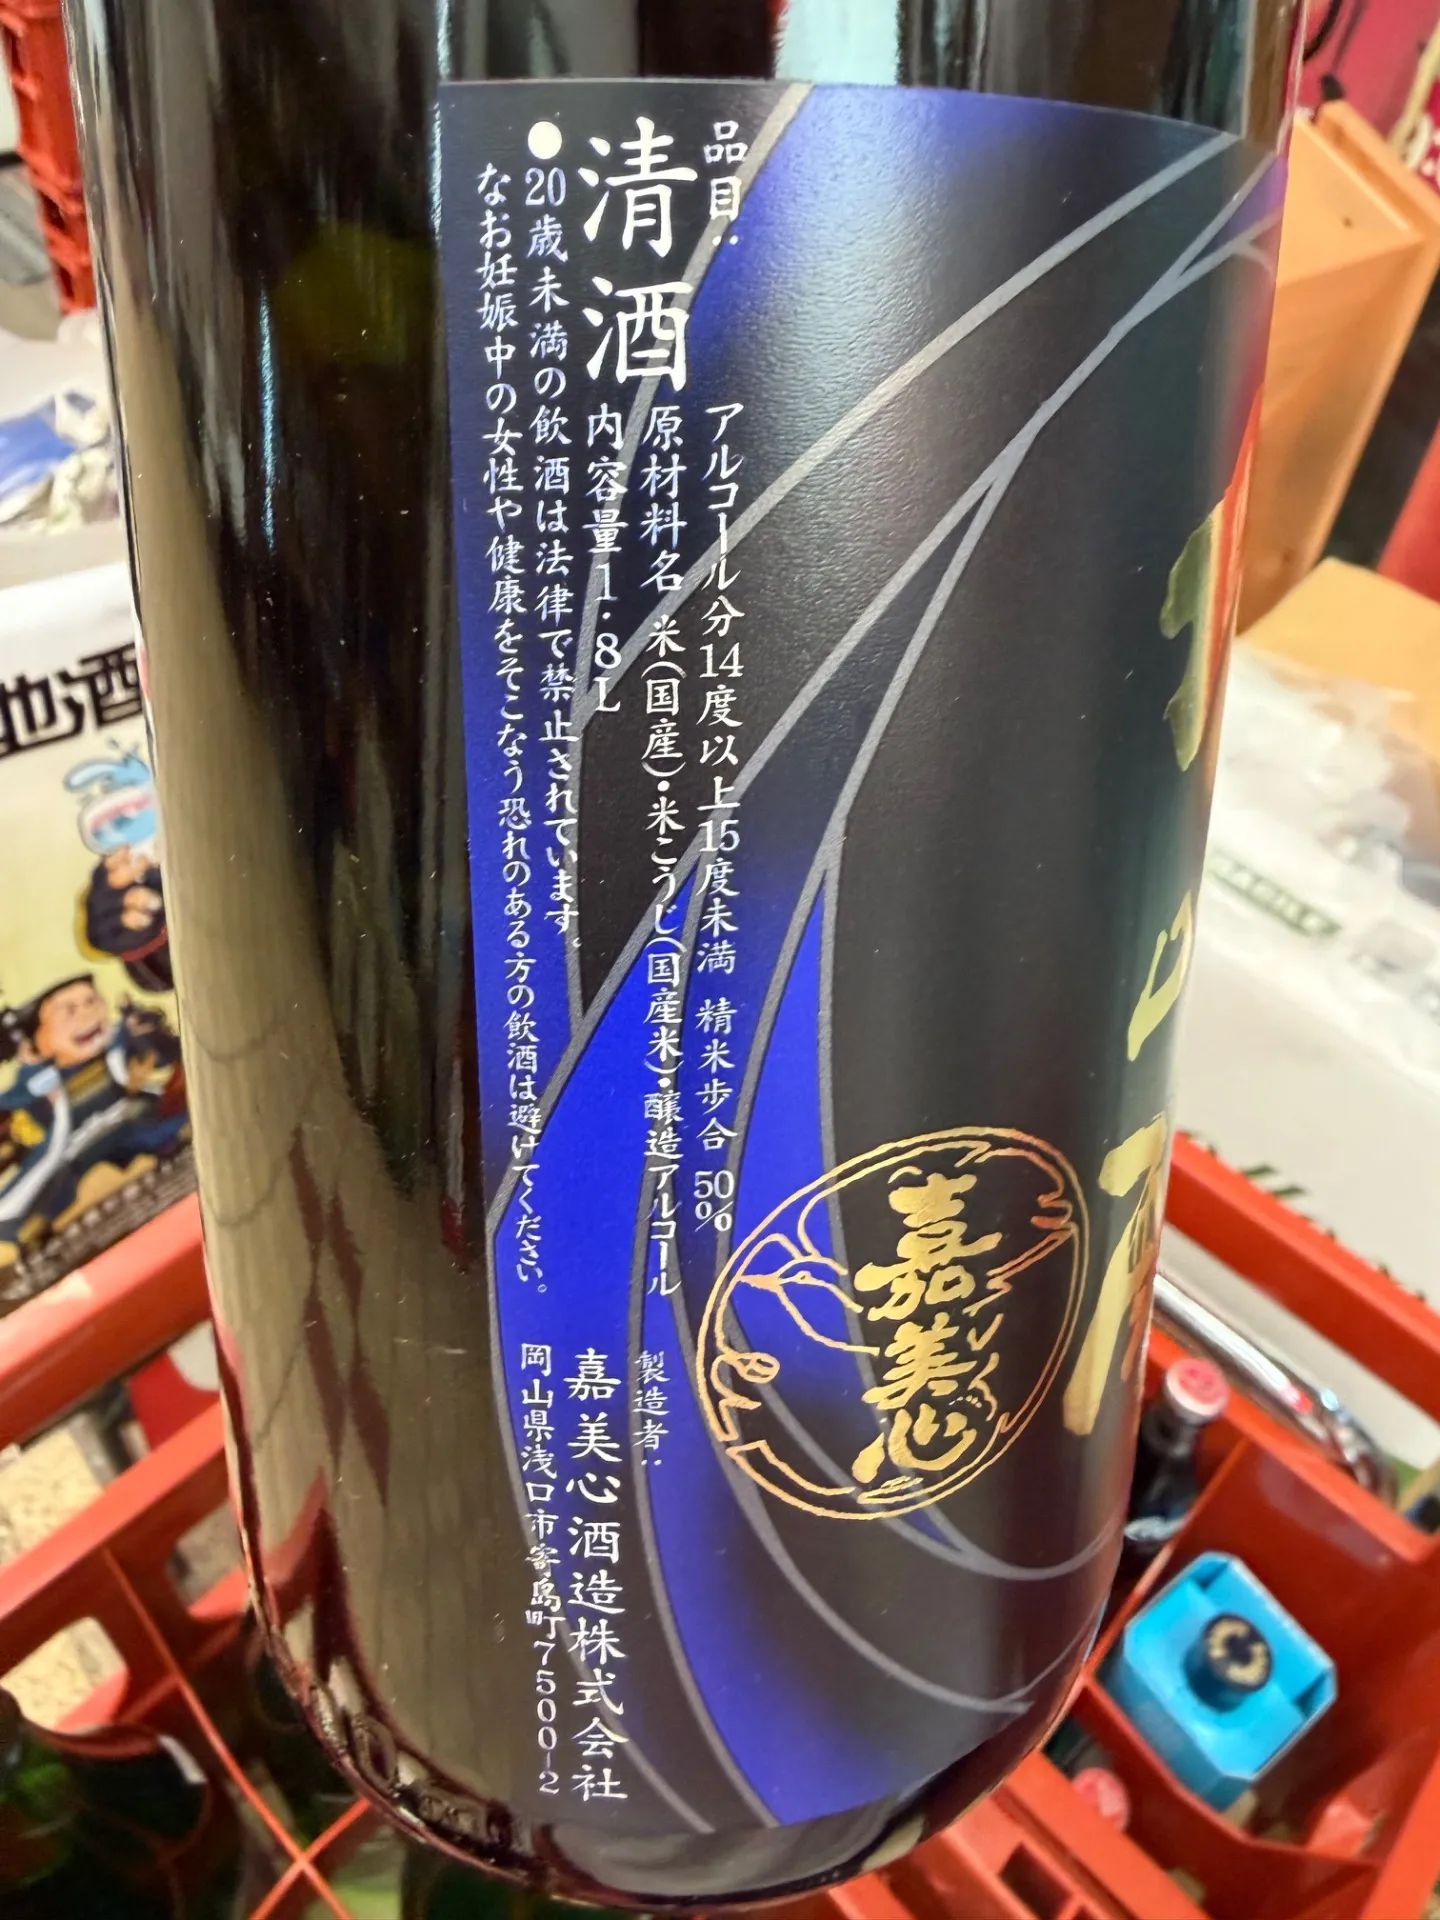 品目:
清酒
アルコール分14度以上15度未満 精米歩合 50%
原材料名 米(国産)・米こうじ(国産米)・醸造アルコール
内容量1・8L
●20歳未満の飲酒は法律で禁止されています。
なお妊娠中の女性や健康をそこなう恐れのある方の飲酒は避けてください。
製造者:
嘉美心酒造株式会社
岡山県浅口市寄島町7500-2
嘉美心
地酒